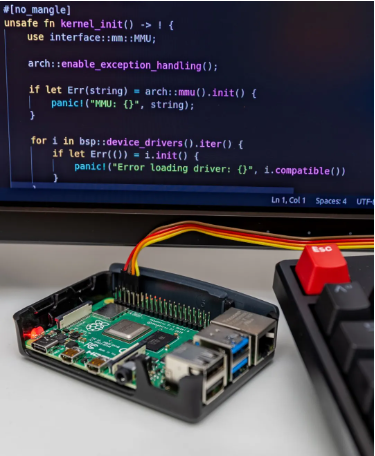 #[no_mangle]
unsafe fn kernel_init() -> ! {
    use interface::mm::MMU;
    arch::enable_exception_handling();
    if let Err(string) = arch::mmu().init() {
        panic!("MMU: {}", string);
    }
    for i in bsp::device_drivers().iter() {
        if let Err(()) = i.init() {
            panic!("Error loading driver: {}", i.compatible())
        }
Ln 1, Col 1    Spaces: 4    UTF-
Esc